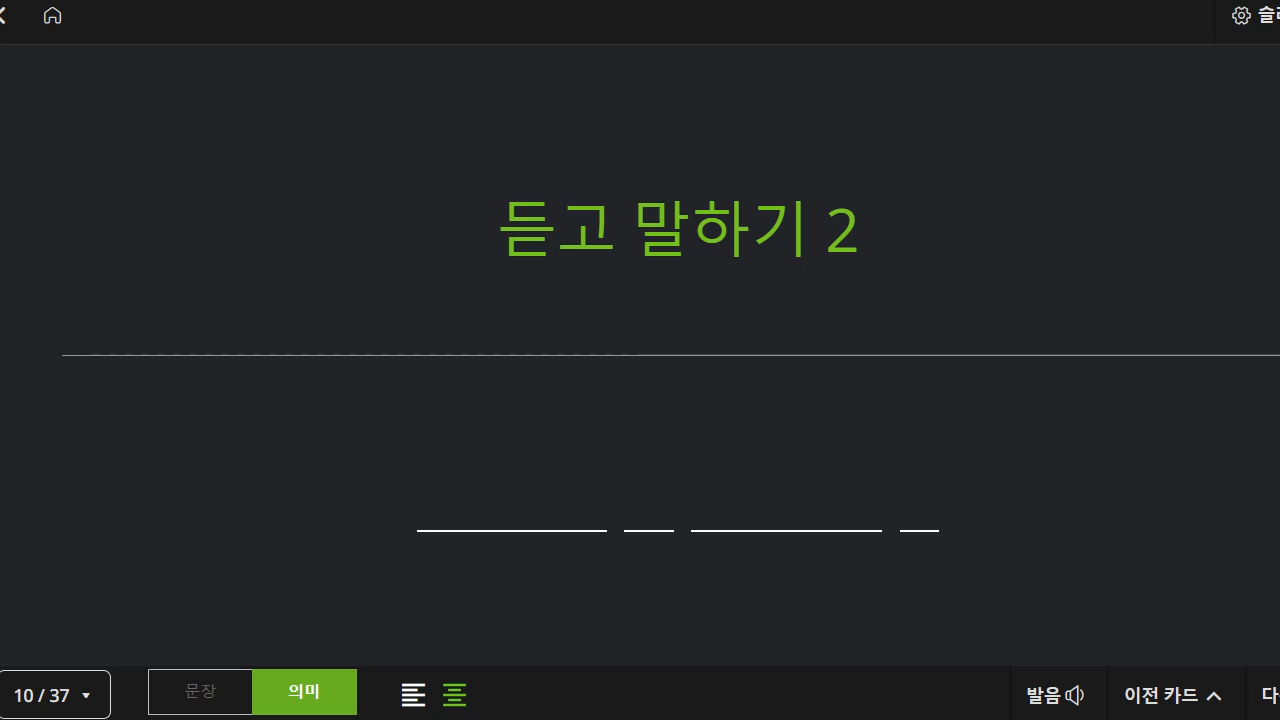 듣고 말하기 2
10 / 37
문장
의미
발음
이전 카드